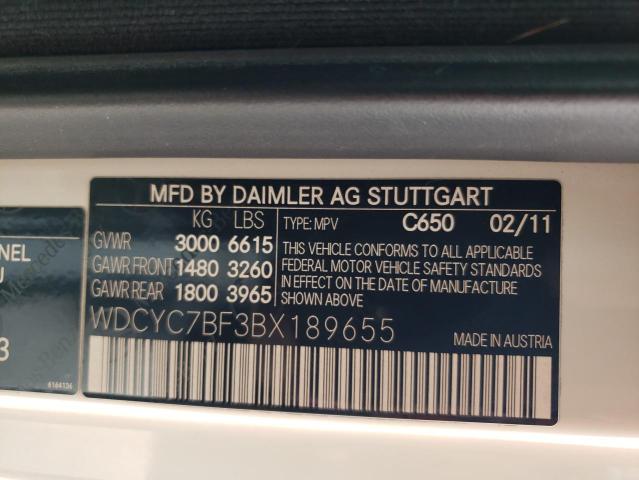 MFD BY DAIMLER AG STUTTGART
KG LBS
GVWR 3000 6615
GAWR FRONT 1480 3260
GAWR REAR 1800 3965
TYPE: MPV C650 02/11
THIS VEHICLE CONFORMS TO ALL APPLICABLE
FEDERAL MOTOR VEHICLE SAFETY STANDARDS
IN EFFECT ON THE DATE OF MANUFACTURE
SHOWN ABOVE
WDCYC7BF3BX189655
MADE IN AUSTRIA
NEL
U
3
6164136